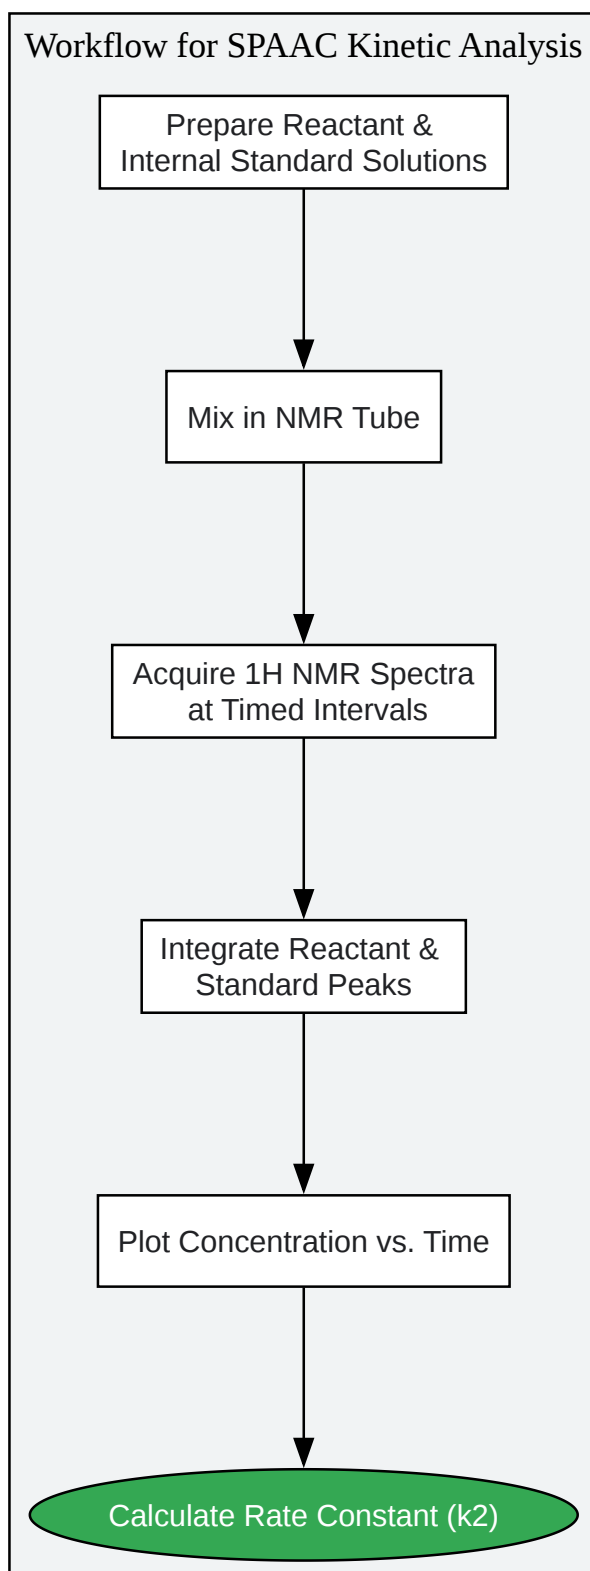 Workflow for SPAAC Kinetic Analysis
Prepare Reactant &
Internal Standard Solutions
Mix in NMR Tube
Acquire 1H NMR Spectra
at Timed Intervals
Integrate Reactant &
Standard Peaks
Plot Concentration vs. Time
Calculate Rate Constant (k2)